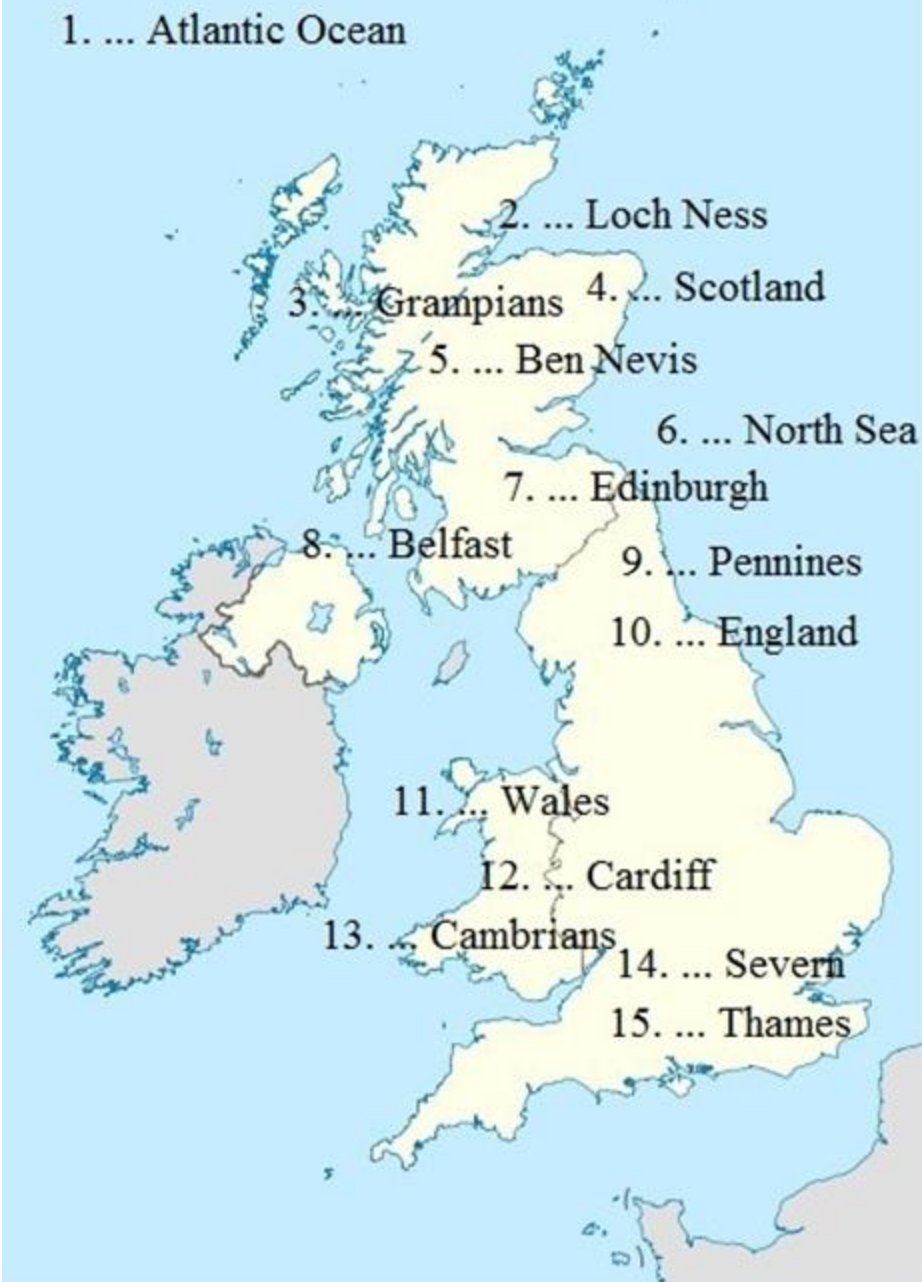 1. ... Atlantic Ocean
2. ... Loch Ness
3. ... Grampians
4. ... Scotland
5. ... Ben Nevis
6. ... North Sea
7. ... Edinburgh
8. ... Belfast
9. ... Pennines
10. ... England
11. ... Wales
12. ... Cardiff
13. ... Cambrians
14. ... Severn
15. ... Thames